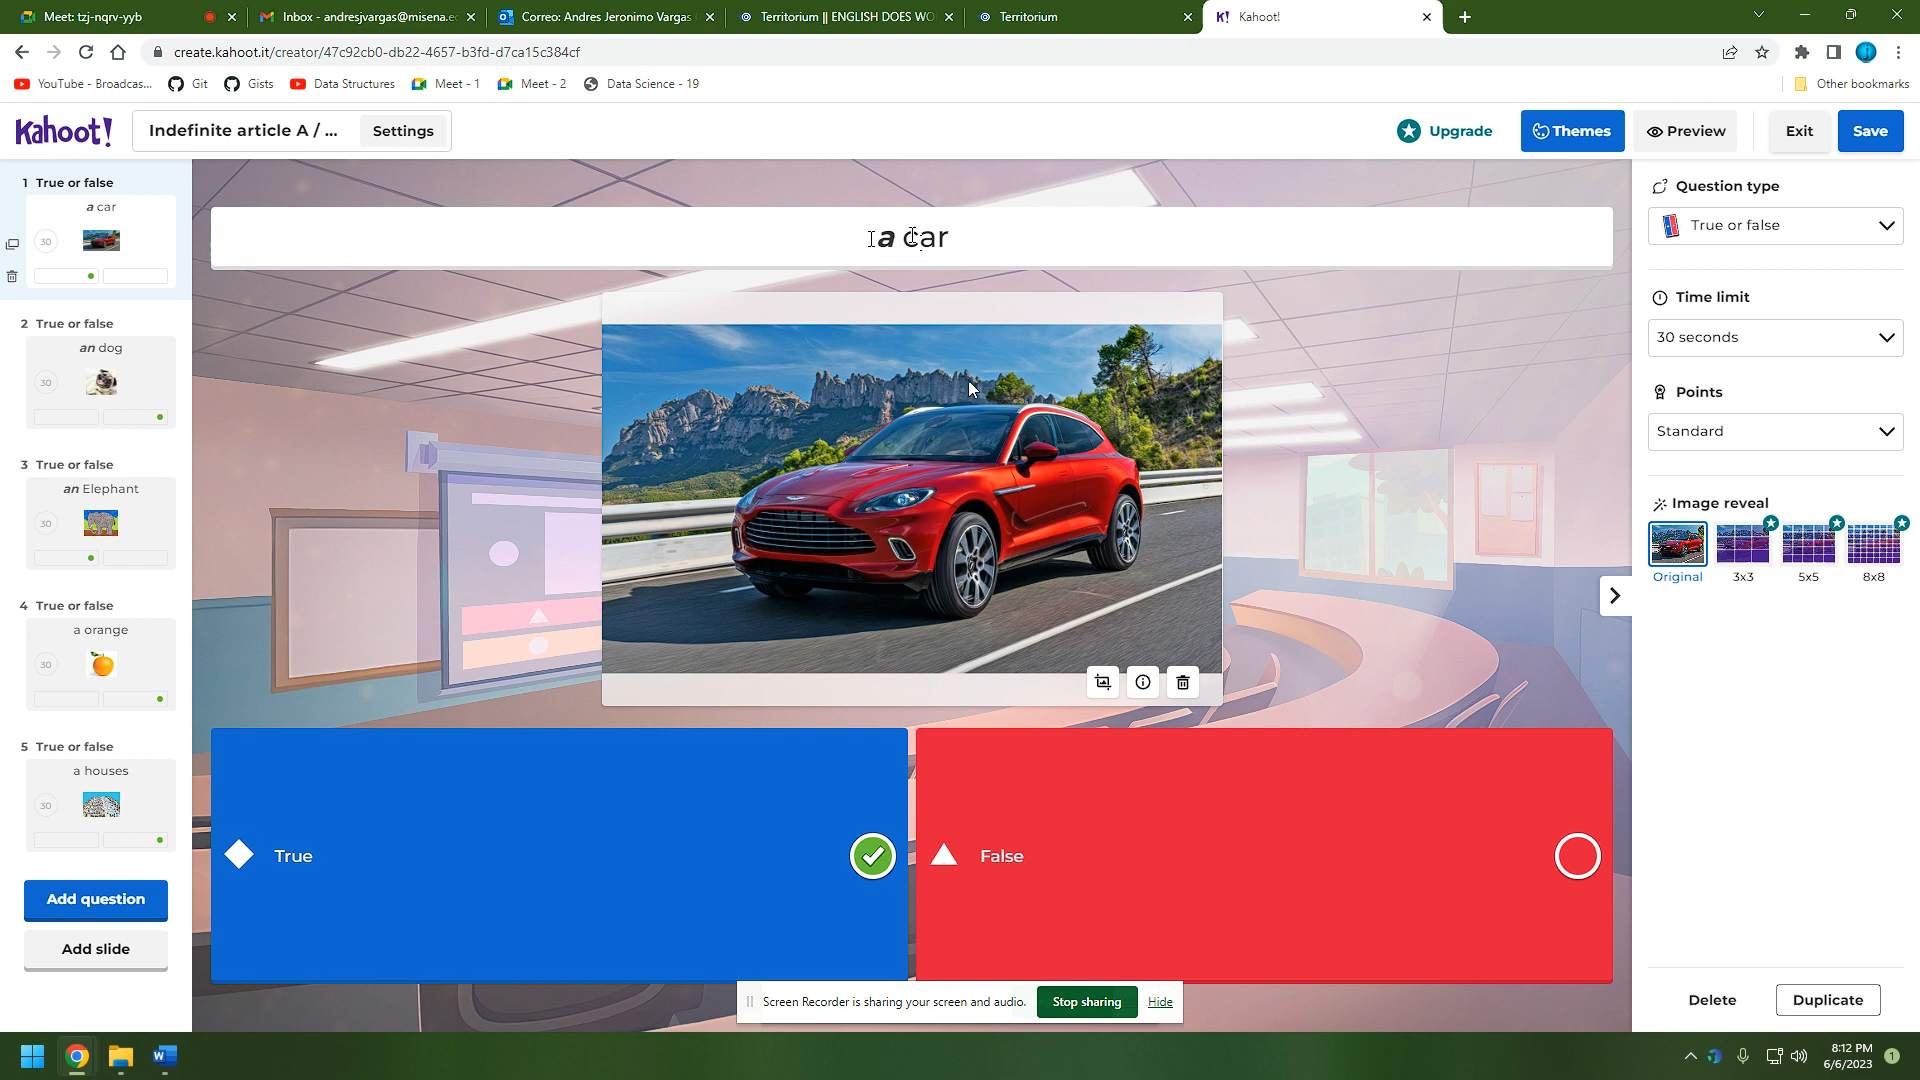 Meet: tzj-nqrv-yyb
Inbox - andresjvargas@misena.ec
Correo: Andres Jeronimo Vargas
Territorium || ENGLISH DOES WO
Territorium
K! Kahoot!
create.kahoot.it/creator/47c92cb0-db22-4657-b3fd-d7ca15c384cf
YouTube - Broadcas...
Git
Gists
Data Structures
Meet - 1
Meet - 2
Data Science - 19
Other bookmarks
Kahoot!
Indefinite article A / ...
Settings
Upgrade
Themes
Preview
Exit
Save
1 True or false
a car
30
2 True or false
an dog
30
3 True or false
an Elephant
30
4 True or false
a orange
30
5 True or false
a houses
30
Add question
Add slide
a car
True
False
Question type
True or false
Time limit
30 seconds
Points
Standard
Image reveal
Original
3x3
5x5
8x8
Delete
Duplicate
Screen Recorder is sharing your screen and audio.
Stop sharing
Hide
8:12 PM
6/6/2023
1